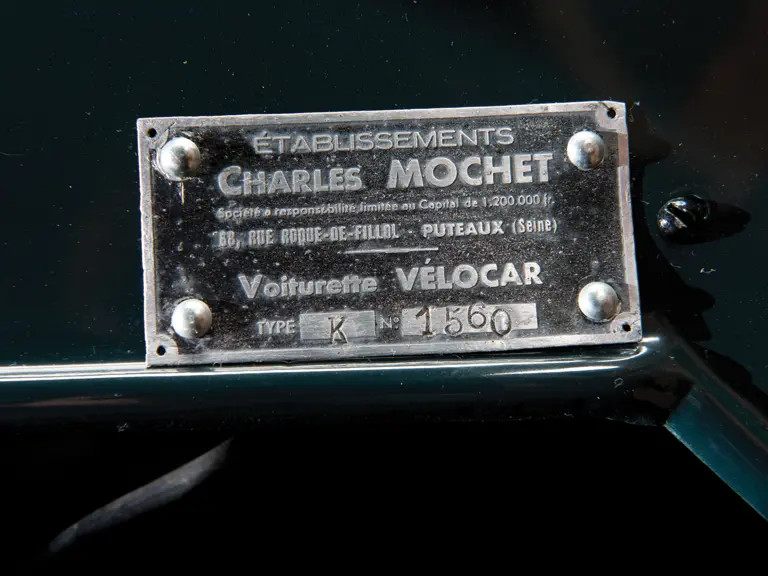 ÉTABLISSEMENTS
CHARLES MOCHET
Société à responsabilité limitée au Capital de 1.200.000 fr.
68, RUE ROQUE-DE-FILLOL - PUTEAUX (Seine)
Voiturette VÉLOCAR
TYPE K N° 1560